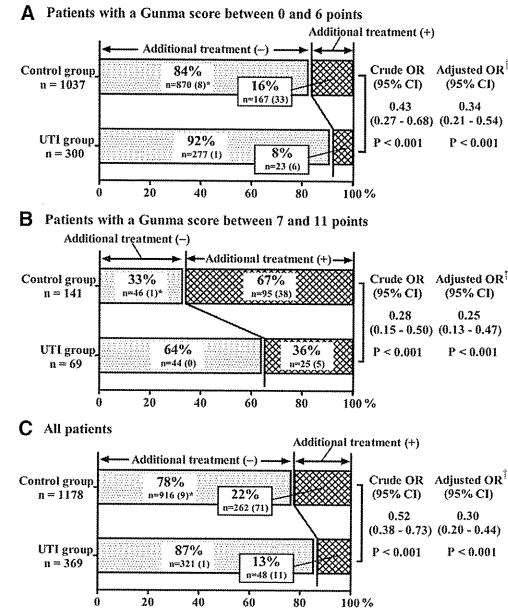 A Patients with a Gunma score between 0 and 6 points
Additional treatment (−) Additional treatment (+)
Control group
n = 1037
84%
n=870 (8)*
16%
n=167 (33)
UTI group
n = 300
92%
n=277 (1)
8%
n=23 (6)
0 20 40 60 80 100 %
Crude OR Adjusted OR†
(95% CI) (95% CI)
0.43 0.34
(0.27 - 0.68) (0.21 - 0.54)
P < 0.001 P < 0.001
B Patients with a Gunma score between 7 and 11 points
Additional treatment (−)
Additional treatment (+)
Control group
n = 141
33%
n=46 (1)*
67%
n=95 (38)
UTI group
n = 69
64%
n=44 (0)
36%
n=25 (5)
0 20 40 60 80 100 %
Crude OR Adjusted OR†
(95% CI) (95% CI)
0.28 0.25
(0.15 - 0.50) (0.13 - 0.47)
P < 0.001 P < 0.001
C All patients
Additional treatment (−) Additional treatment (+)
Control group
n = 1178
78%
n=916 (9)*
22%
n=262 (71)
UTI group
n = 369
87%
n=321 (1)
13%
n=48 (11)
0 20 40 60 80 100 %
Crude OR Adjusted OR†
(95% CI) (95% CI)
0.52 0.30
(0.38 - 0.73) (0.20 - 0.44)
P < 0.001 P < 0.001